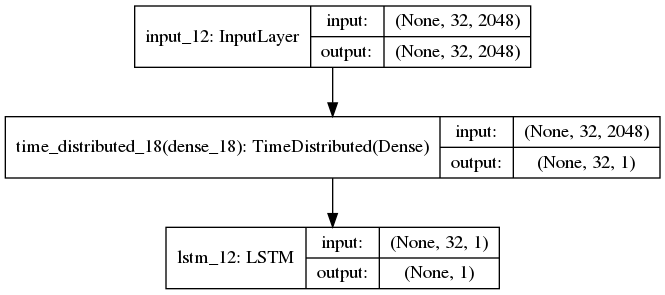 input_12: InputLayer
input: (None, 32, 2048)
output: (None, 32, 2048)
time_distributed_18(dense_18): TimeDistributed(Dense)
input: (None, 32, 2048)
output: (None, 32, 1)
lstm_12: LSTM
input: (None, 32, 1)
output: (None, 1)